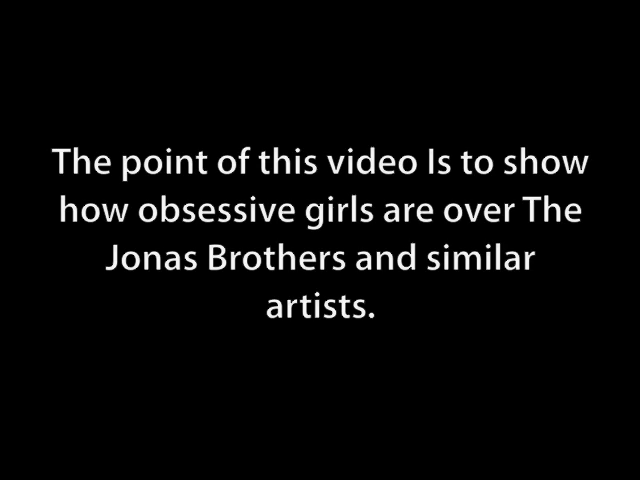 The point of this video Is to show
how obsessive girls are over The
Jonas Brothers and similar
artists.